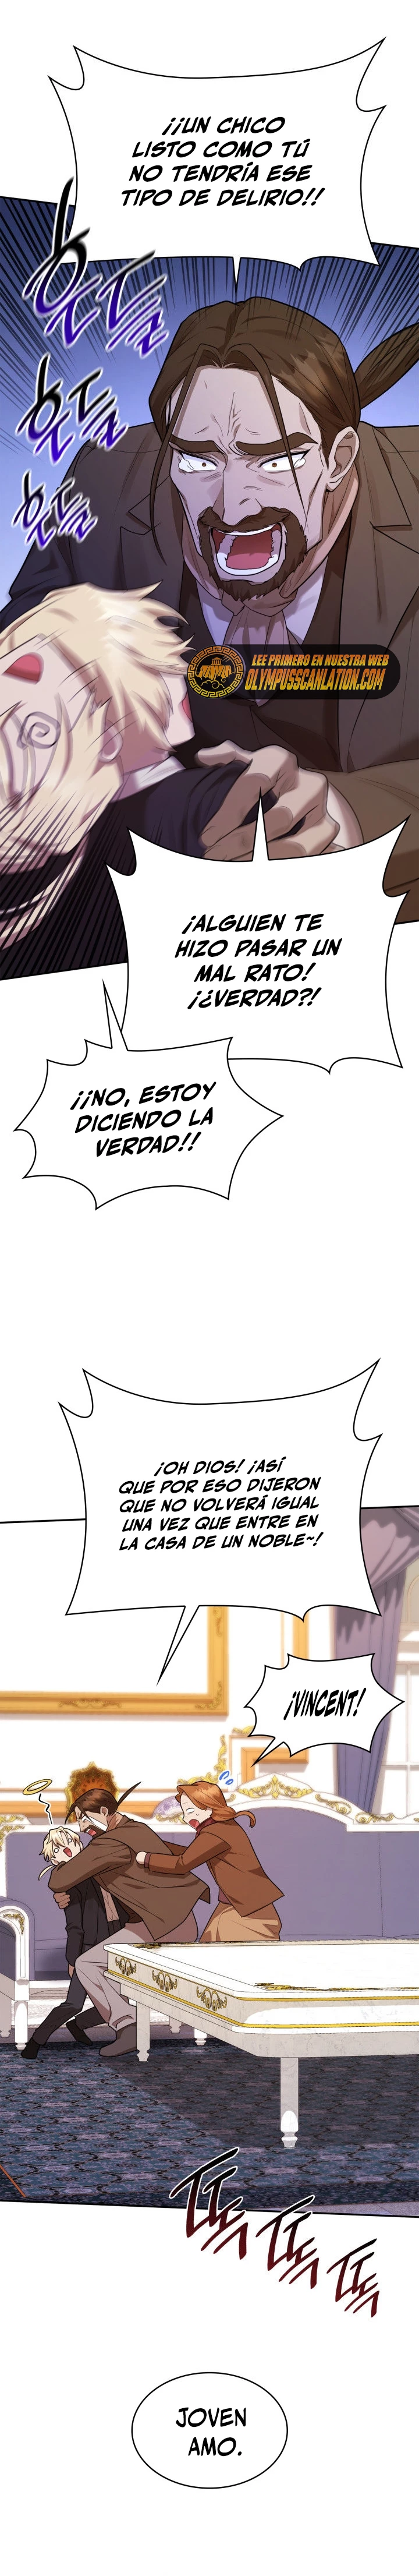 ¡¡UN CHICO
LISTO COMO TÚ
NO TENDRÍA ESE
TIPO DE DELIRIO!!
LEE PRIMERO EN NUESTRA WEB
OLYMPUSSCANLATION.COM
¡ALGUIEN TE
HIZO PASAR UN
MAL RATO!
¡¿VERDAD?!
¡¡NO, ESTOY
DICIENDO LA
VERDAD!!
¡OH DIOS! ¡ASÍ
QUE POR ESO DIJERON
QUE NO VOLVERÁ IGUAL
UNA VEZ QUE ENTRE EN
LA CASA DE UN NOBLE~!
¡VINCENT!
JOVEN
AMO.